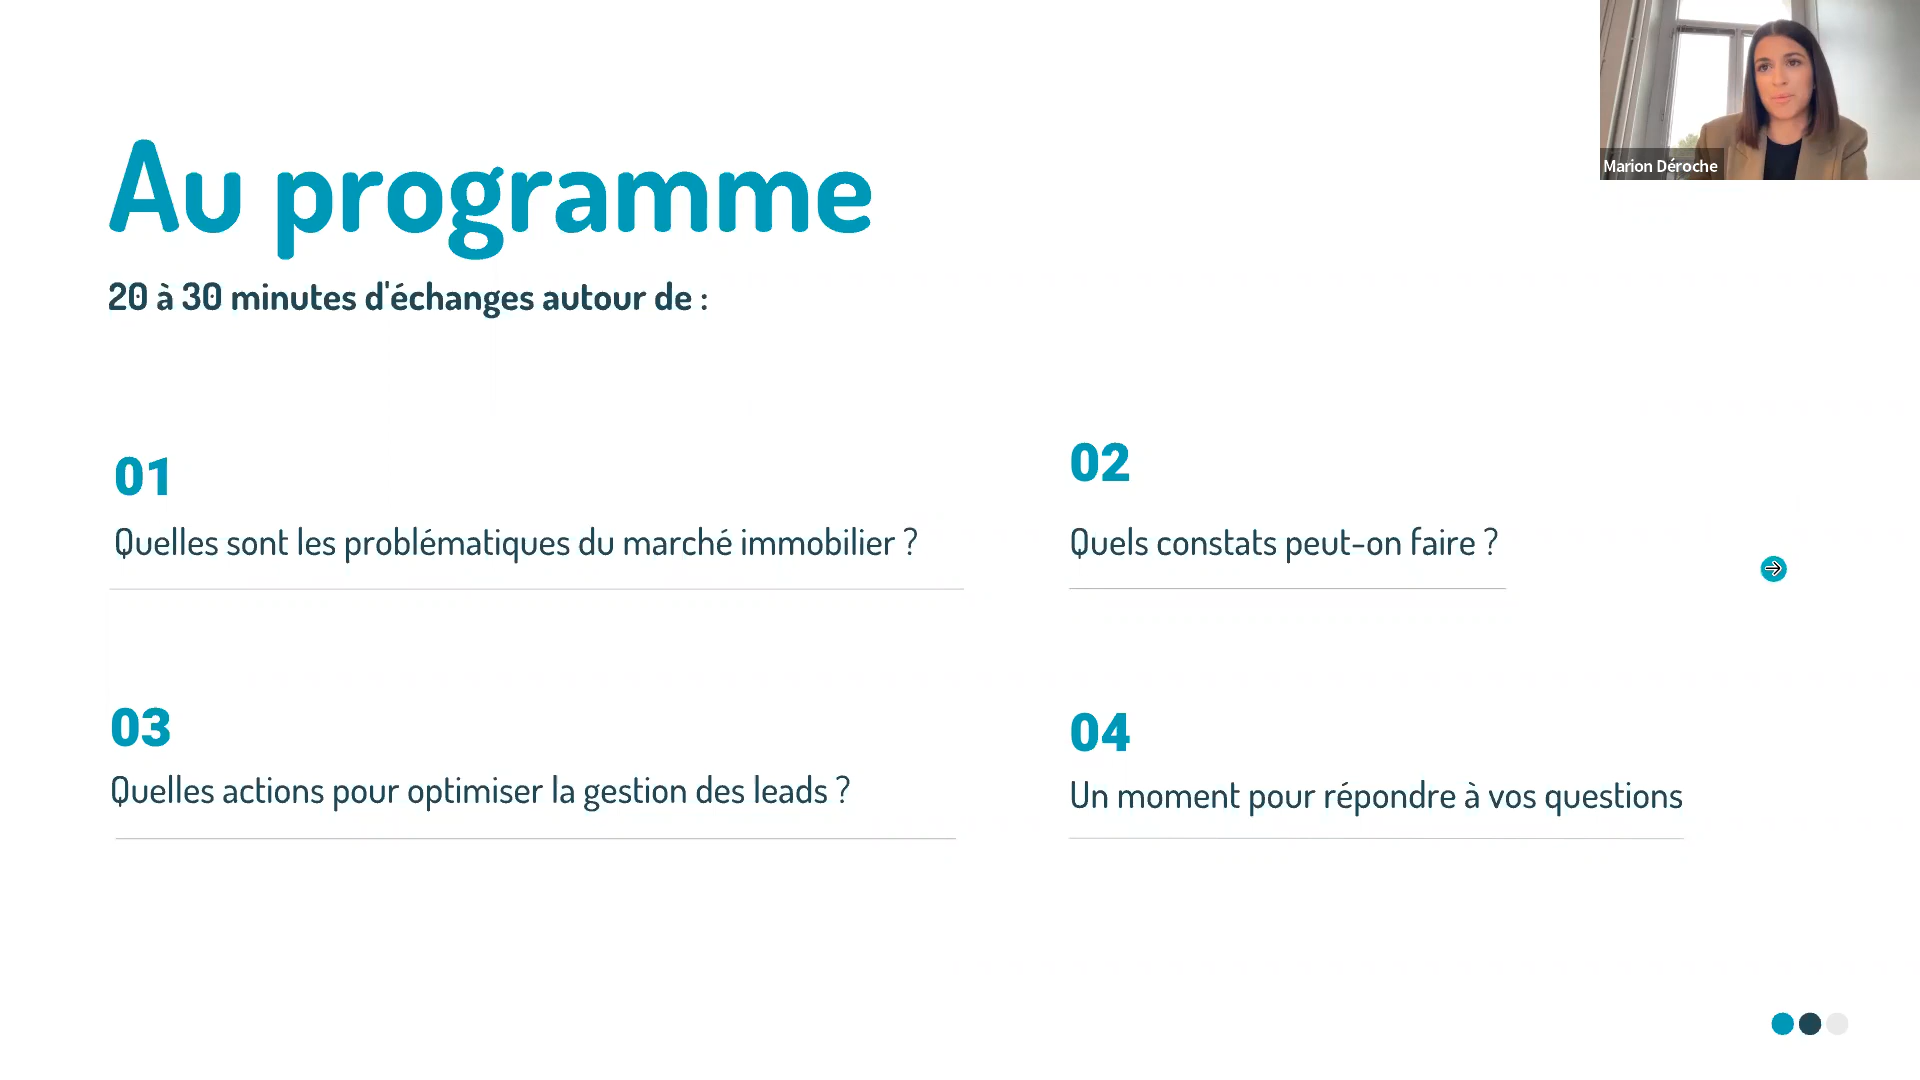 Au programme
Marion Déroche
20 à 30 minutes d'échanges autour de :
01
Quelles sont les problématiques du marché immobilier ?
02
Quels constats peut-on faire ?
03
Quelles actions pour optimiser la gestion des leads ?
04
Un moment pour répondre à vos questions